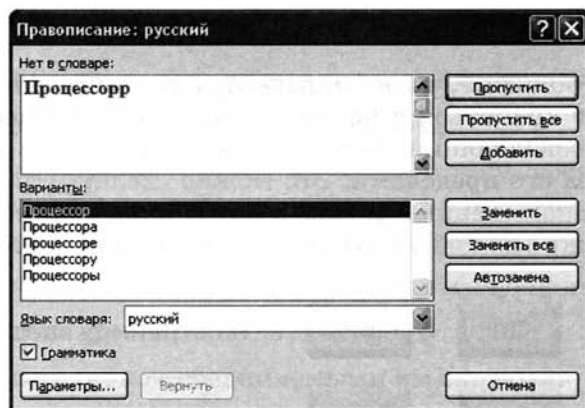 Правописание: русский
Нет в словаре:
Процессорр
Пропустить
Пропустить все
Добавить
Варианты:
Процессор
Процессора
Процессоре
Процессору
Процессоры
Заменить
Заменить все
Автозамена
Язык словаря: русский
Грамматика
Параметры... Вернуть Отмена